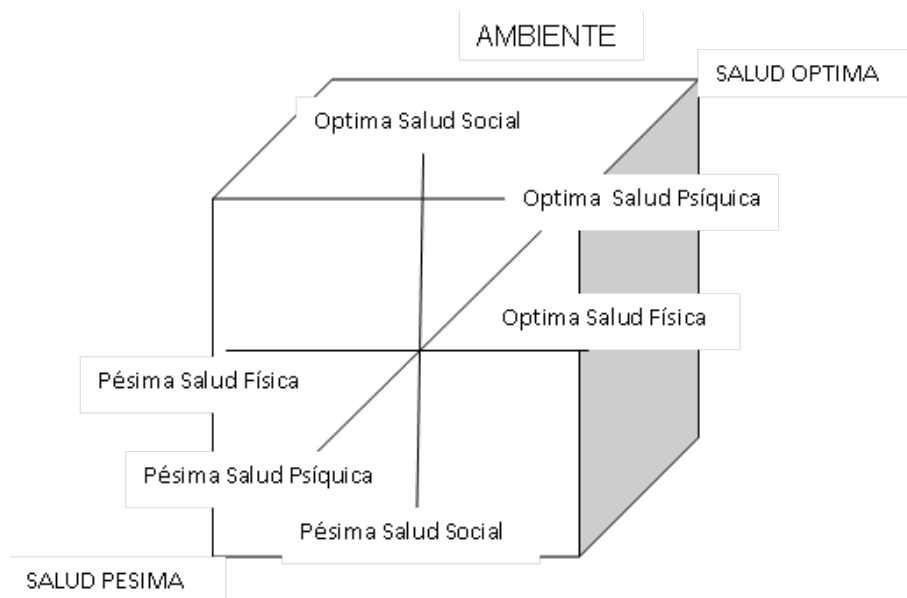 AMBIENTE
SALUD OPTIMA
Optima Salud Social
Optima Salud Psíquica
Optima Salud Física
Pésima Salud Física
Pésima Salud Psíquica
Pésima Salud Social
SALUD PESIMA